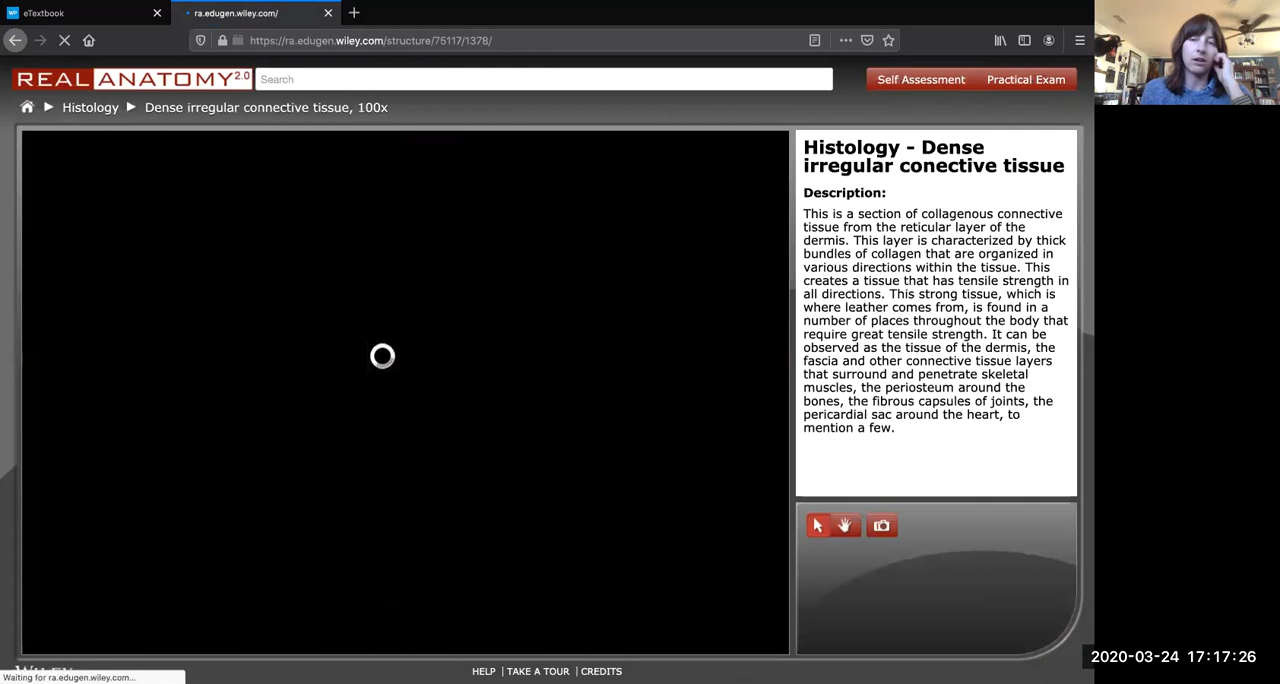 eTextbook
ra.edugen.wiley.com/
https://ra.edugen.wiley.com/structure/75117/1378/
REAL ANATOMY 2.0
Search
Self Assessment
Practical Exam
Histology
Dense irregular connective tissue, 100x
Histology - Dense
irregular conective tissue
Description:
This is a section of collagenous connective
tissue from the reticular layer of the
dermis. This layer is characterized by thick
bundles of collagen that are organized in
various directions within the tissue. This
creates a tissue that has tensile strength in
all directions. This strong tissue, which is
where leather comes from, is found in a
number of places throughout the body that
require great tensile strength. It can be
observed as the tissue of the dermis, the
fascia and other connective tissue layers
that surround and penetrate skeletal
muscles, the periosteum around the
bones, the fibrous capsules of joints, the
pericardial sac around the heart, to
mention a few.
HELP | TAKE A TOUR | CREDITS
Waiting for ra.edugen.wiley.com...
2020-03-24 17:17:26